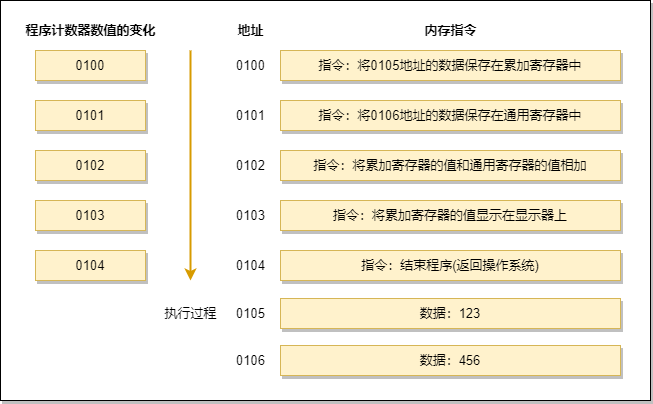 程序计数器数值的变化 地址 内存指令
0100 0100 指令：将0105地址的数据保存在累加寄存器中
0101 0101 指令：将0106地址的数据保存在通用寄存器中
0102 0102 指令：将累加寄存器的值和通用寄存器的值相加
0103 0103 指令：将累加寄存器的值显示在显示器上
0104 0104 指令：结束程序(返回操作系统)
执行过程 0105 数据：123
0106 数据：456